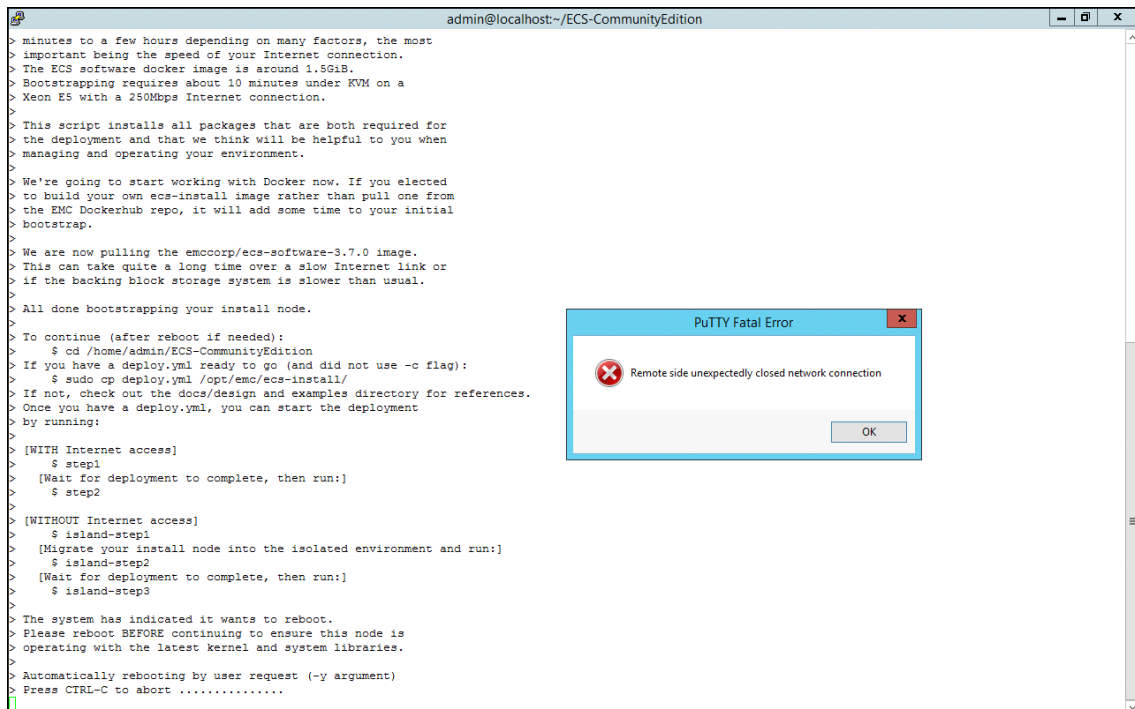 admin@localhost:~/ECS-CommunityEdition
> minutes to a few hours depending on many factors, the most
> important being the speed of your Internet connection.
> The ECS software docker image is around 1.5GiB.
> Bootstrapping requires about 10 minutes under KVM on a
> Xeon E5 with a 250Mbps Internet connection.
>
> This script installs all packages that are both required for
> the deployment and that we think will be helpful to you when
> managing and operating your environment.
>
> We're going to start working with Docker now. If you elected
> to build your own ecs-install image rather than pull one from
> the EMC Dockerhub repo, it will add some time to your initial
> bootstrap.
>
> We are now pulling the emccorp/ecs-software-3.7.0 image.
> This can take quite a long time over a slow Internet link or
> if the backing block storage system is slower than usual.
>
> All done bootstrapping your install node.
>
> To continue (after reboot if needed):
>     $ cd /home/admin/ECS-CommunityEdition
> If you have a deploy.yml ready to go (and did not use -c flag):
>     $ sudo cp deploy.yml /opt/emc/ecs-install/
> If not, check out the docs/design and examples directory for references.
> Once you have a deploy.yml, you can start the deployment
> by running:
>
> [WITH Internet access]
>     $ step1
>   [Wait for deployment to complete, then run:]
>     $ step2
>
> [WITHOUT Internet access]
>     $ island-step1
>   [Migrate your install node into the isolated environment and run:]
>     $ island-step2
>   [Wait for deployment to complete, then run:]
>     $ island-step3
>
> The system has indicated it wants to reboot.
> Please reboot BEFORE continuing to ensure this node is
> operating with the latest kernel and system libraries.
>
> Automatically rebooting by user request (-y argument)
> Press CTRL-C to abort ...............
PuTTY Fatal Error
Remote side unexpectedly closed network connection
OK